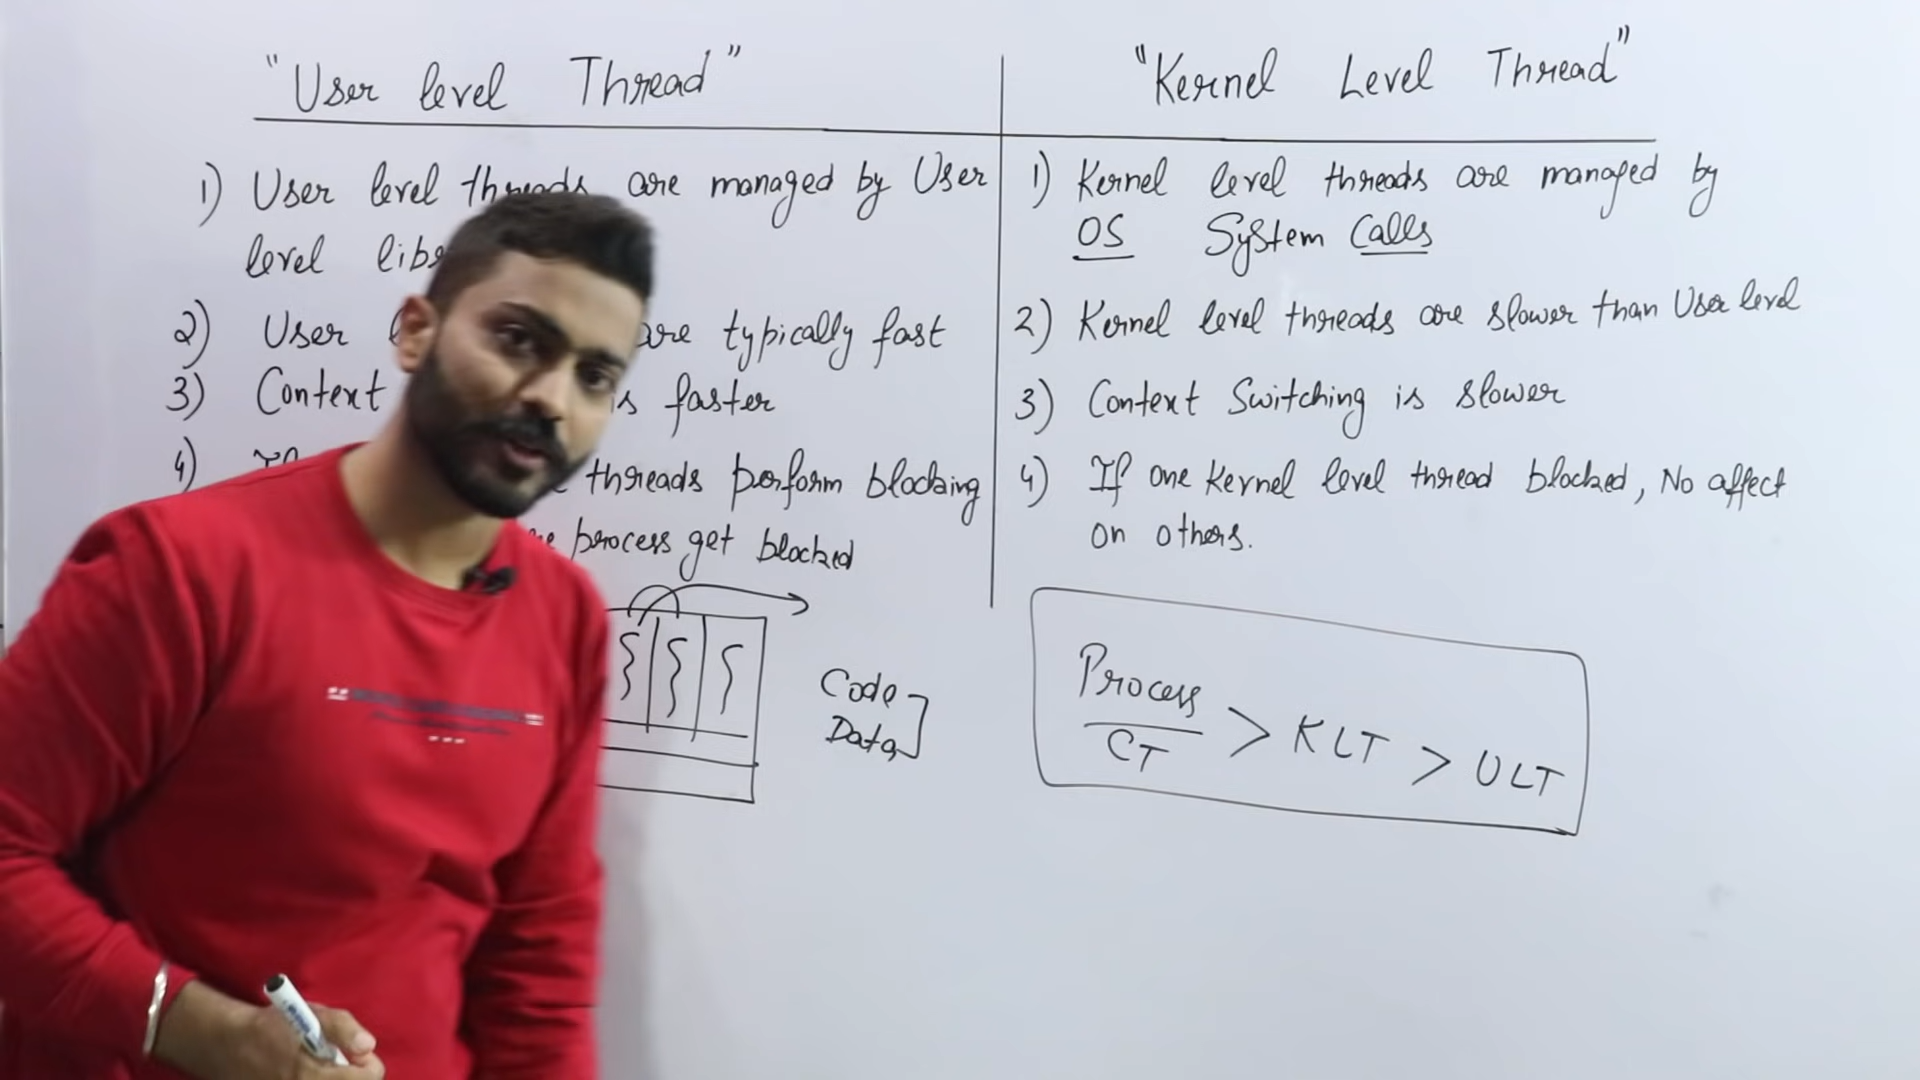 "User level Thread"
1) User level threads are managed by User
level
2) User are typically fast
3) Context is faster
4) threads perform blocking
process get blocked
Code
Data
"Kernel Level Thread"
1) Kernel level threads are managed by
OS System Calls
2) Kernel level threads are slower than User level
3) Context Switching is slower
4) If one Kernel level thread blocked, No affect
on others.
Process
CT > KLT > ULT